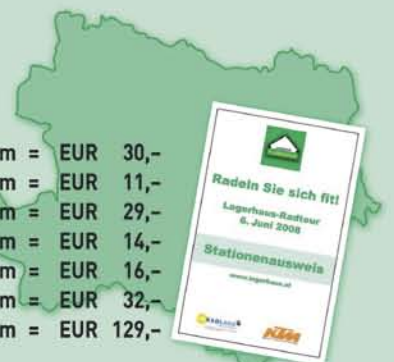 m = EUR 30,–
m = EUR 11,–
m = EUR 29,–
m = EUR 14,–
m = EUR 16,–
m = EUR 32,–
m = EUR 129,–
Radeln Sie sich fit!
Lagerhaus-Radtour
6. Juni 2008
Stationenausweis
www.lagerhaus.at
KTM